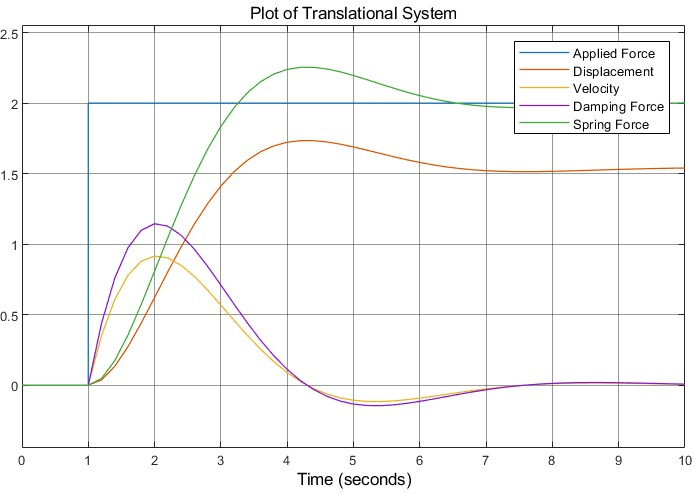 Plot of Translational System
2.5
2
1.5
1
0.5
0
Applied Force
Displacement
Velocity
Damping Force
Spring Force
0 1 2 3 4 5 6 7 8 9 10
Time (seconds)